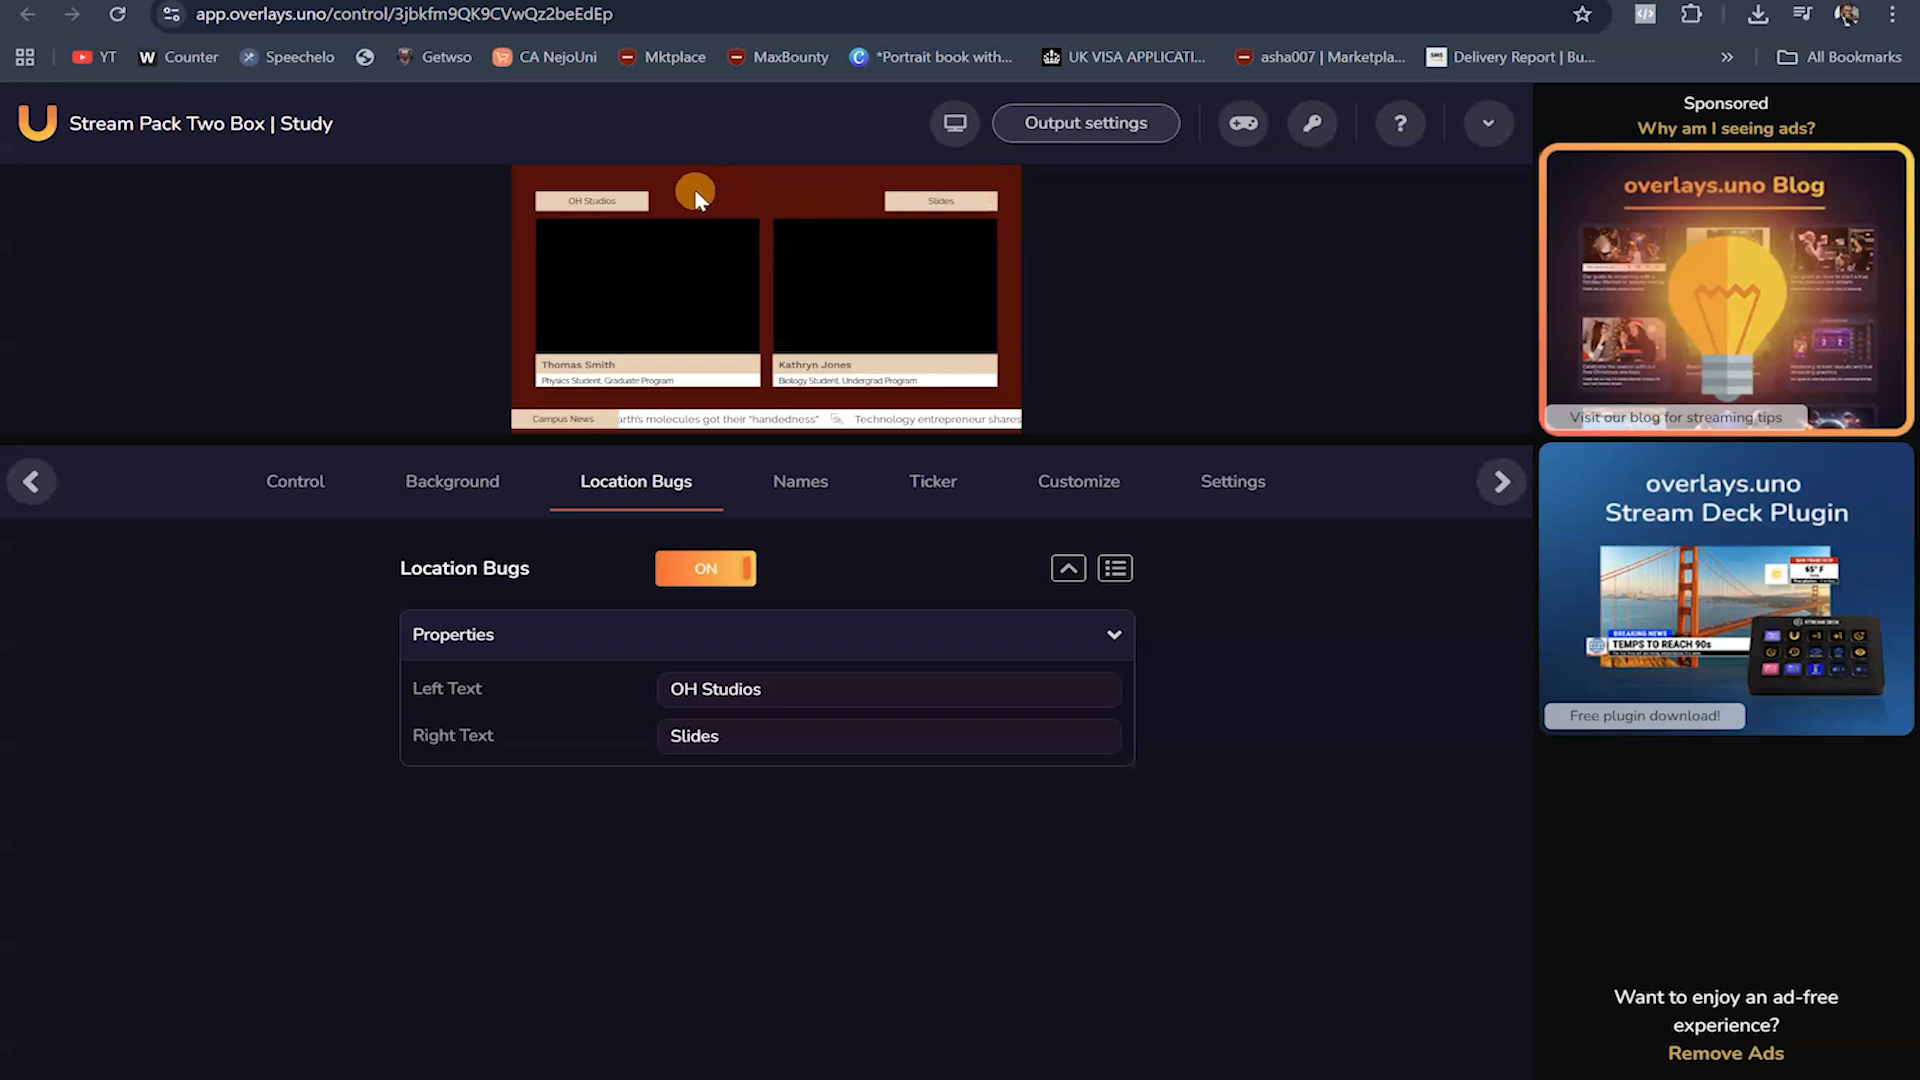 app.overlays.uno/control/3jbkfm9QK9CVwQz2beEdEp
YT
W Counter
Speechelo
Getwso
CA NejoUni
Mktplace
MaxBounty
*Portrait book with...
UK VISA APPLICATI...
asha007 | Marketpla...
Delivery Report | Bu...
»
All Bookmarks
Stream Pack Two Box | Study
Output settings
?
Sponsored
Why am I seeing ads?
OH Studios
Slides
Thomas Smith
Physics Student, Graduate Program
Kathryn Jones
Biology Student, Undergrad Program
Campus News
arth's molecules got their "handedness"
Technology entrepreneur shares
overlays.uno Blog
Visit our blog for streaming tips
Control
Background
Location Bugs
Names
Ticker
Customize
Settings
Location Bugs
ON
Properties
Left Text
OH Studios
Right Text
Slides
overlays.uno
Stream Deck Plugin
65° F
BREAKING NEWS
TEMPS TO REACH 90s
STREAM DECK
Free plugin download!
Want to enjoy an ad-free
experience?
Remove Ads